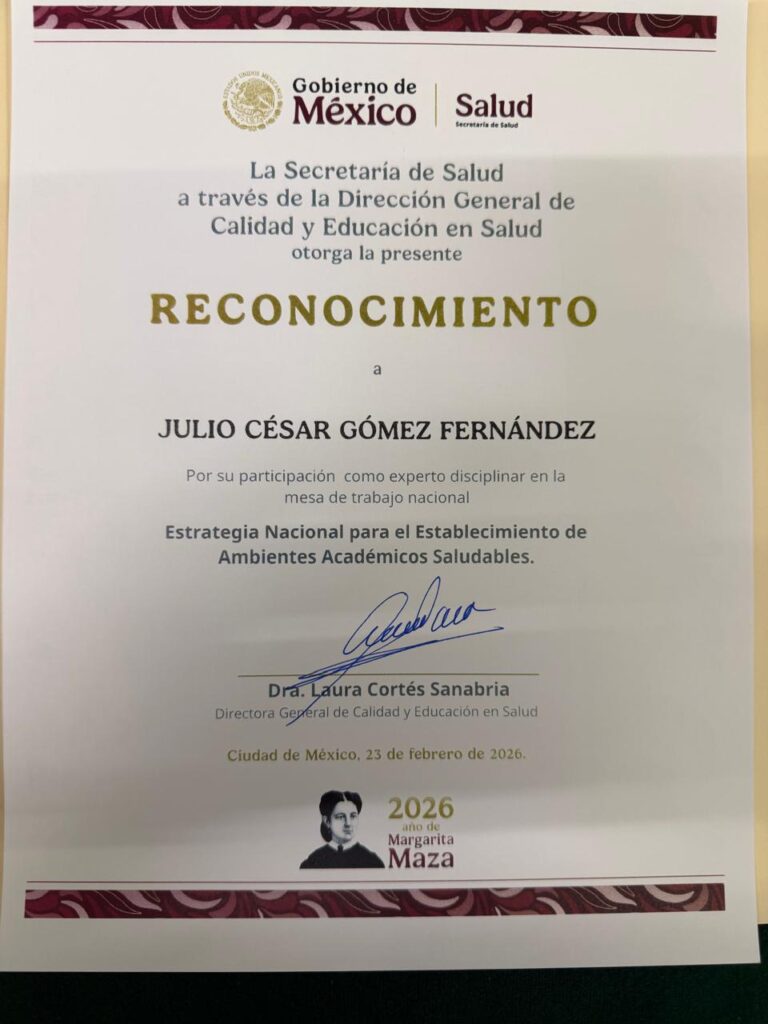 Gobierno de
México
Salud
Secretaría de Salud
La Secretaría de Salud
a través de la Dirección General de
Calidad y Educación en Salud
otorga la presente
RECONOCIMIENTO
a
JULIO CÉSAR GÓMEZ FERNÁNDEZ
Por su participación como experto disciplinar en la
mesa de trabajo nacional
Estrategia Nacional para el Establecimiento de
Ambientes Académicos Saludables.
Dra. Laura Cortés Sanabria
Directora General de Calidad y Educación en Salud
Ciudad de México, 23 de febrero de 2026.
2026
año de
Margarita
Maza